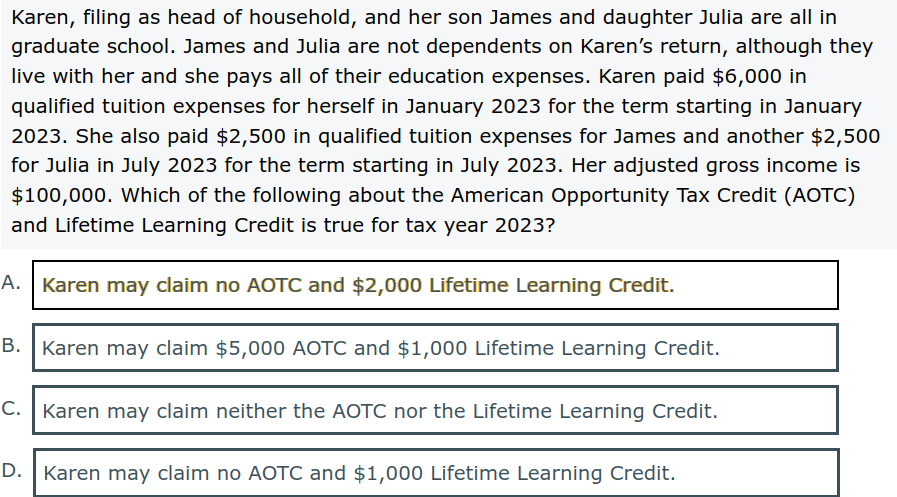 Karen, filing as head of household, and her son James and daughter Julia are all in
graduate school. James and Julia are not dependents on Karen’s return, although they
live with her and she pays all of their education expenses. Karen paid $6,000 in
qualified tuition expenses for herself in January 2023 for the term starting in January
2023. She also paid $2,500 in qualified tuition expenses for James and another $2,500
for Julia in July 2023 for the term starting in July 2023. Her adjusted gross income is
$100,000. Which of the following about the American Opportunity Tax Credit (AOTC)
and Lifetime Learning Credit is true for tax year 2023?
A. Karen may claim no AOTC and $2,000 Lifetime Learning Credit.
B. Karen may claim $5,000 AOTC and $1,000 Lifetime Learning Credit.
C. Karen may claim neither the AOTC nor the Lifetime Learning Credit.
D. Karen may claim no AOTC and $1,000 Lifetime Learning Credit.